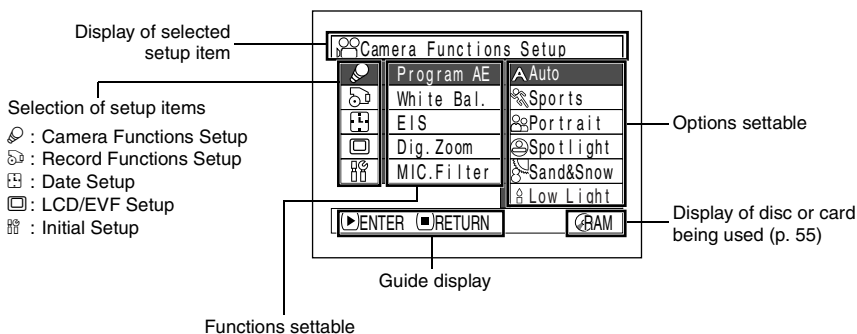 Display of selected
setup item
Camera Functions Setup
Program AE
White Bal.
EIS
Dig. Zoom
MIC.Filter
A Auto
Sports
Portrait
Spotlight
Sand&Snow
Low Light
ENTER RETURN
RAM
Selection of setup items
: Camera Functions Setup
: Record Functions Setup
: Date Setup
: LCD/EVF Setup
: Initial Setup
Options settable
Display of disc or card
being used (p. 55)
Guide display
Functions settable